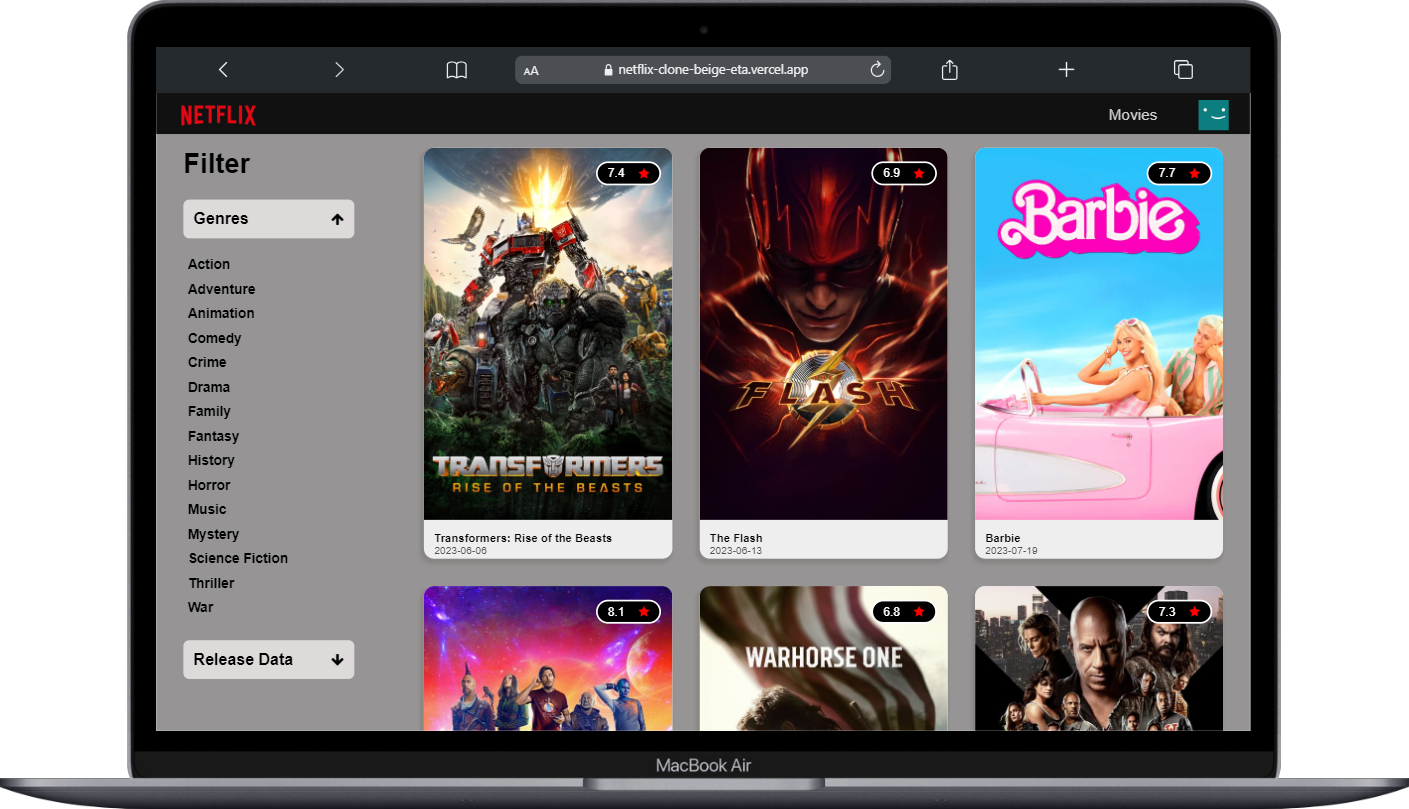 AA
netflix-clone-beige-eta.vercel.app
NETFLIX
Movies
Filter
Genres
Action
Adventure
Animation
Comedy
Crime
Drama
Family
Fantasy
History
Horror
Music
Mystery
Science Fiction
Thriller
War
Release Data
7.4
TRANSFORMERS
RISE OF THE BEASTS
Transformers: Rise of the Beasts
2023-06-06
6.9
FLASH
The Flash
2023-06-13
7.7
Barbie
Barbie
2023-07-19
8.1
6.8
WARHORSE ONE
7.3
MacBook Air